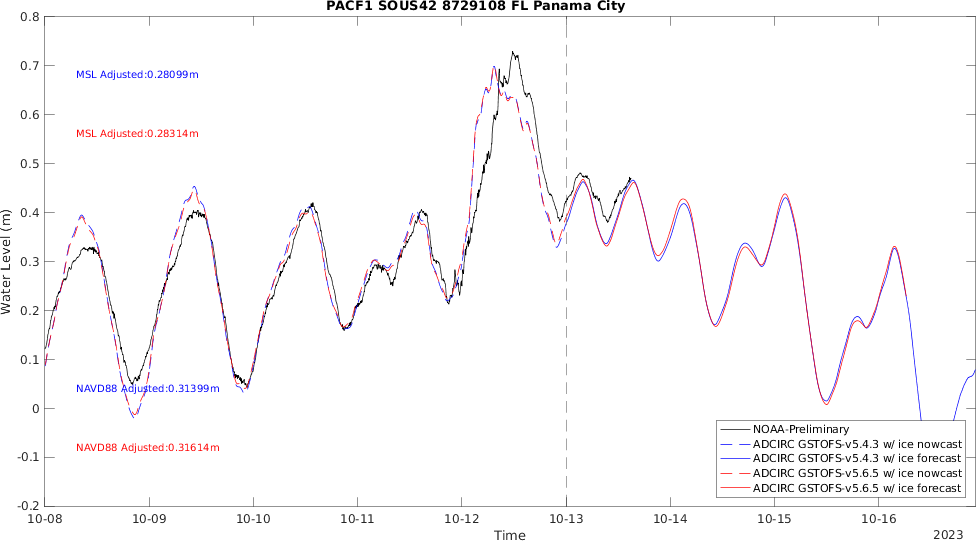 PACF1 SOUS42 8729108 FL Panama City
0.8
0.7
MSL Adjusted:0.28099m
0.6
MSL Adjusted:0.28314m
0.5
0.4
Water Level (m)
0.3
0.2
0.1
NAVD88 Adjusted:0.31399m
0
NAVD88 Adjusted:0.31614m
-0.1
-0.2
NOAA-Preliminary
ADCIRC GSTOFS-v5.4.3 w/ ice nowcast
ADCIRC GSTOFS-v5.4.3 w/ ice forecast
ADCIRC GSTOFS-v5.6.5 w/ ice nowcast
ADCIRC GSTOFS-v5.6.5 w/ ice forecast
10-08 10-09 10-10 10-11 10-12 10-13 10-14 10-15 10-16
Time
2023